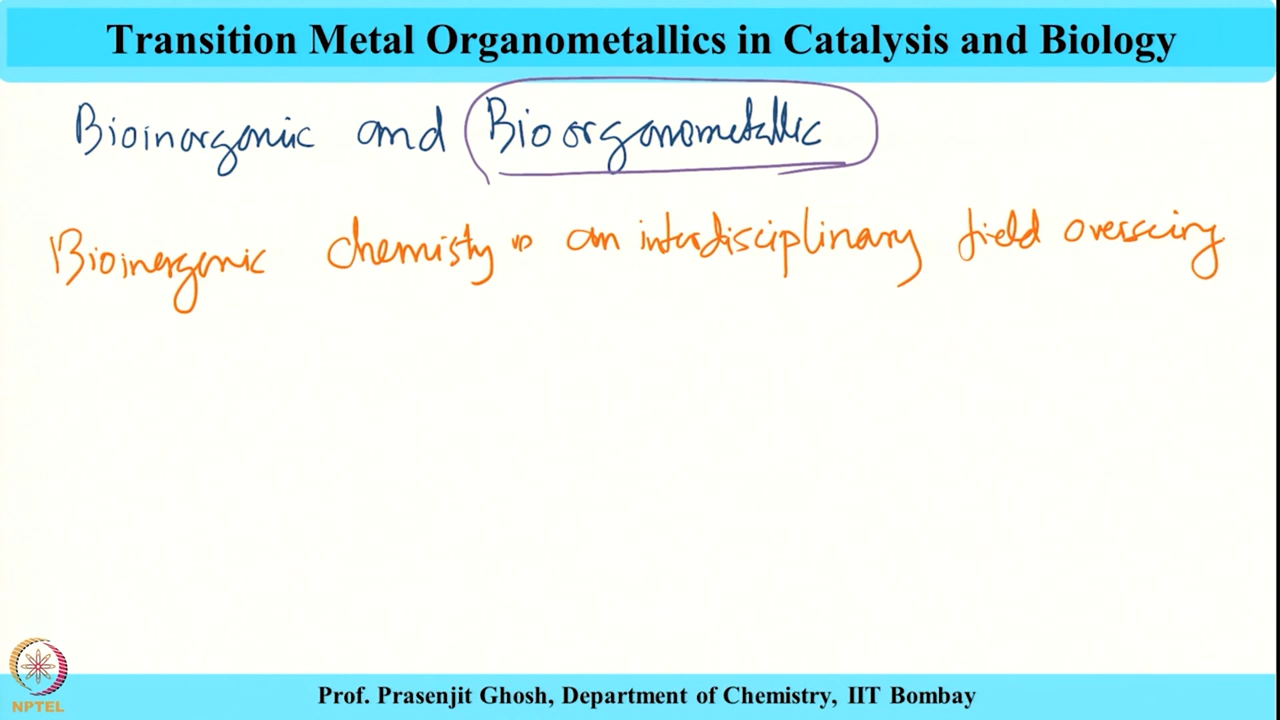 Transition Metal Organometallics in Catalysis and Biology
Bioinorganic and Bioorganometallic
Bioinorganic chemistry is an interdisciplinary field overseeing
NPTEL
Prof. Prasenjit Ghosh, Department of Chemistry, IIT Bombay